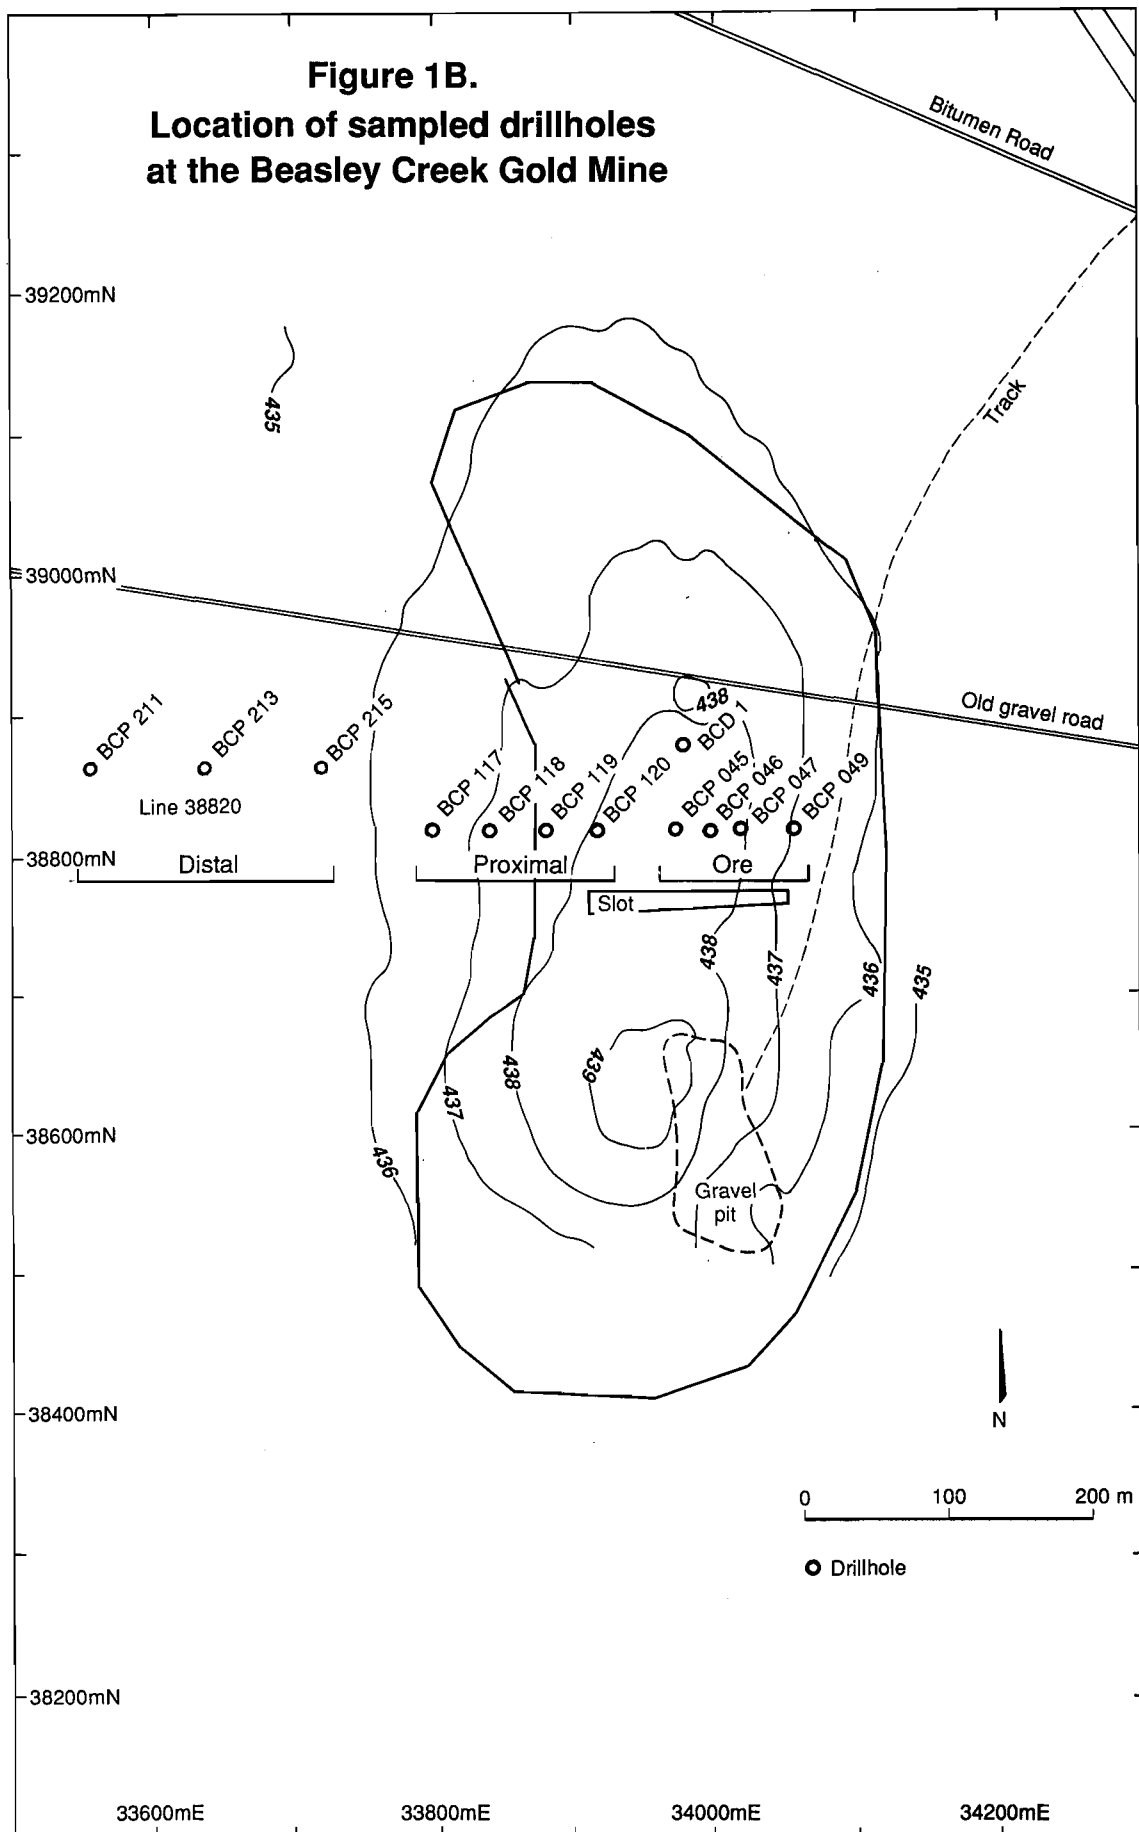 Figure 1B.
Location of sampled drillholes
at the Beasley Creek Gold Mine
Bitumen Road
39200mN
Track
435
39000mN
Old gravel road
438
BCP 211
BCP 213
BCP 215
BCD 1
BCP 117
BCP 118
BCP 119
BCP 120
BCP 045
BCP 046
BCP 047
BCP 049
Line 38820
38800mN
Distal
Proximal
Ore
Slot
438
437
436
435
439
438
437
436
38600mN
Gravel
pit
38400mN
N
0 100 200 m
Drillhole
38200mN
33600mE 33800mE 34000mE 34200mE